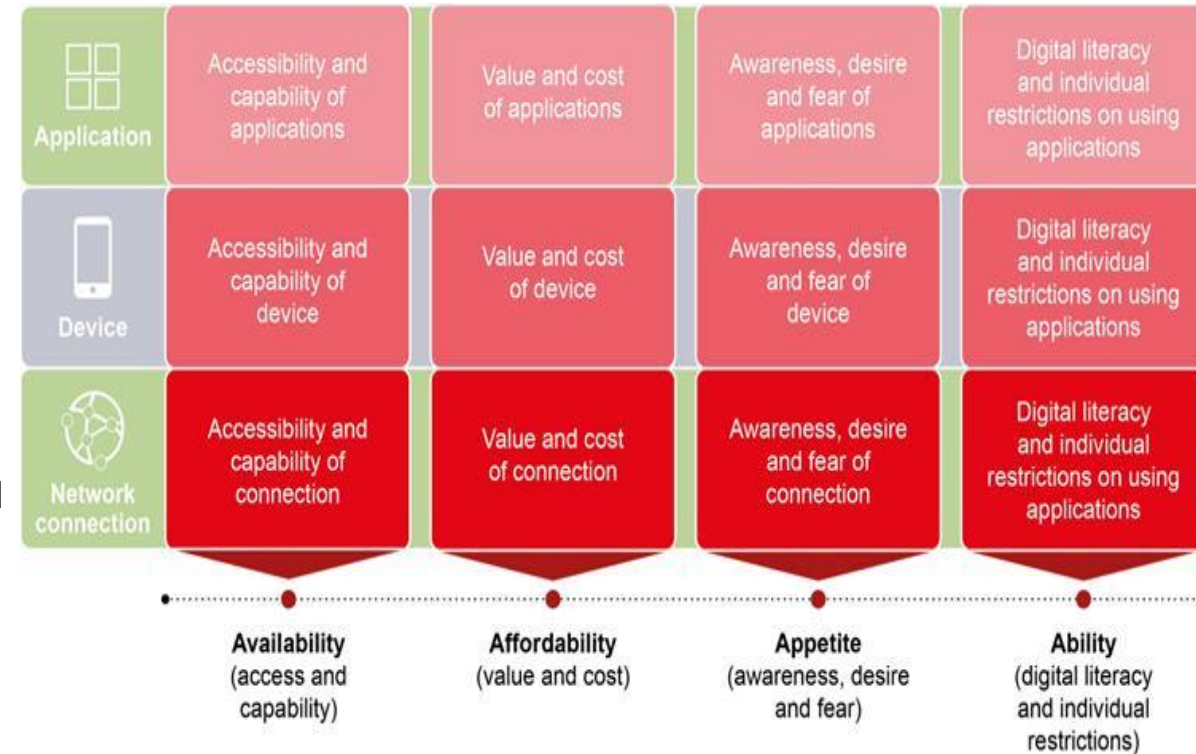 Application
Accessibility and
capability of
applications
Value and cost
of applications
Awareness, desire
and fear of
applications
Digital literacy
and individual
restrictions on using
applications
Device
Accessibility and
capability of
device
Value and cost
of device
Awareness, desire
and fear of
device
Digital literacy
and individual
restrictions on using
applications
Network
connection
Accessibility and
capability of
connection
Value and cost
of connection
Awareness, desire
and fear of
connection
Digital literacy
and individual
restrictions on using
applications
Availability
(access and
capability)
Affordability
(value and cost)
Appetite
(awareness, desire
and fear)
Ability
(digital literacy
and individual
restrictions)